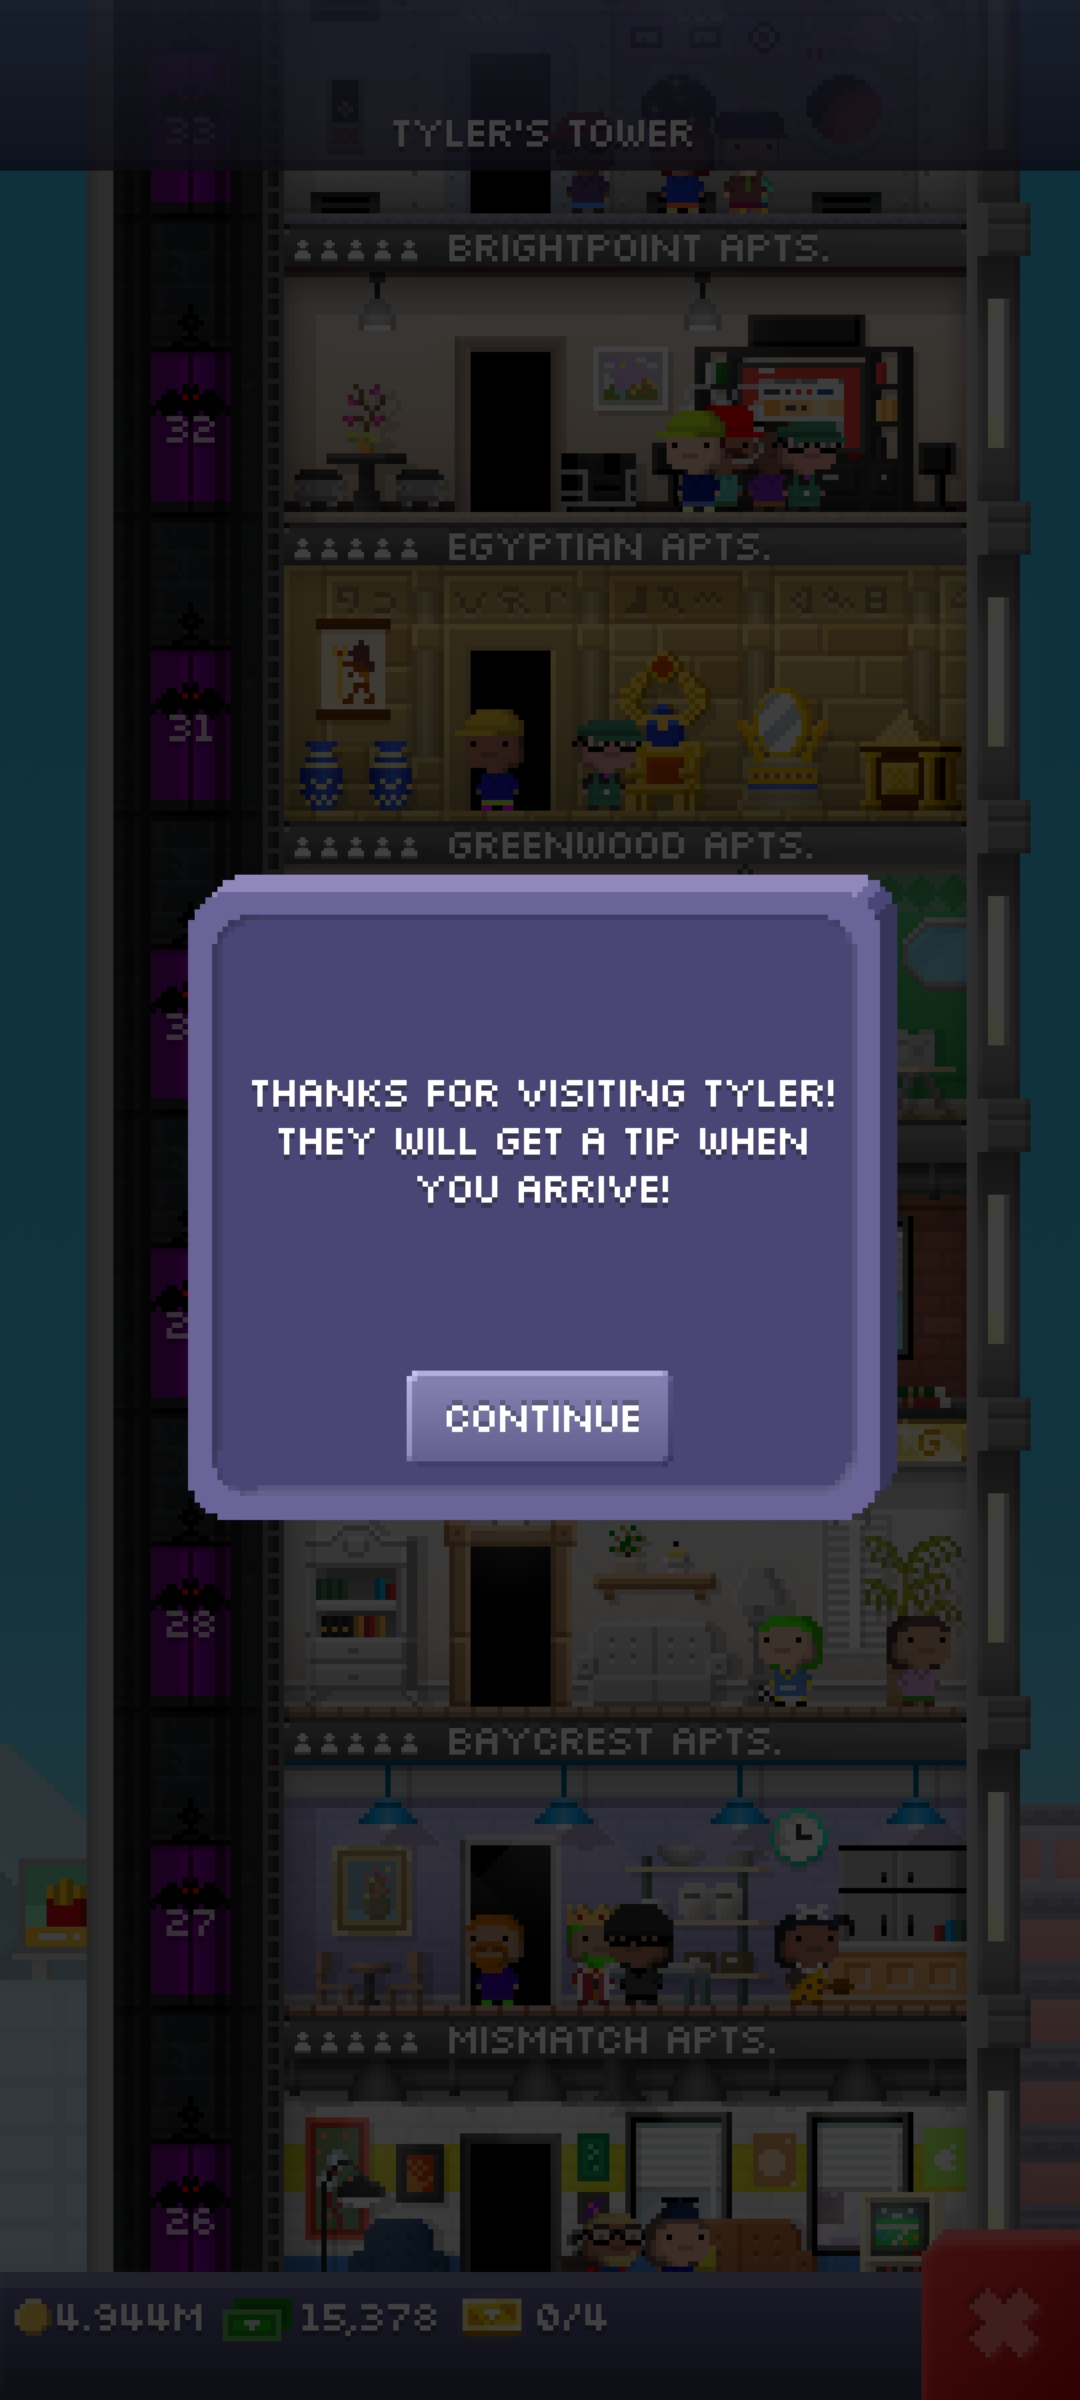 33
TYLER'S TOWER
BRIGHTPOINT APTS.
32
EGYPTIAN APTS.
31
GREENWOOD APTS.
THANKS FOR VISITING TYLER!
THEY WILL GET A TIP WHEN
YOU ARRIVE!
CONTINUE
G
28
BAYCREST APTS.
27
MISMATCH APTS.
26
4.944M 15,378 0/4